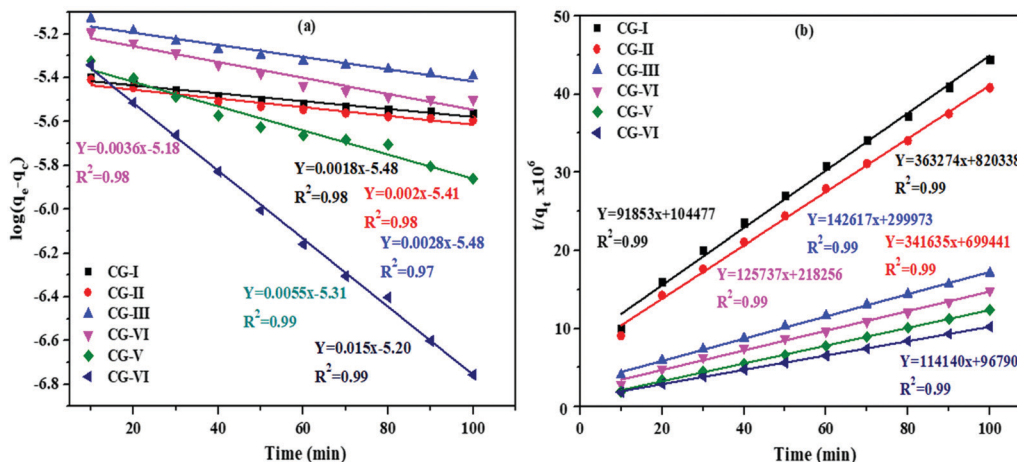 (a)
-5.2
-5.4
-5.6
-5.8
-6.0
-6.2
-6.4
-6.6
-6.8
log(qe-qc)
Y=0.0036x-5.18
R²=0.98
Y=0.0018x-5.48
R²=0.98
Y=0.002x-5.41
R²=0.98
Y=0.0028x-5.48
R²=0.97
Y=0.0055x-5.31
R²=0.99
Y=0.015x-5.20
R²=0.99
CG-I
CG-II
CG-III
CG-VI
CG-V
CG-VI
20 40 60 80 100
Time (min)
(b)
CG-I
CG-II
CG-III
CG-VI
CG-V
CG-VI
50
40
30
20
10
0
t/qt x10⁶
Y=363274+820338
R²=0.99
Y=91853x+104477
R²=0.99
Y=142617x+299973
R²=0.99
Y=341635x+699441
R²=0.99
Y=125737x+218256
R²=0.99
Y=114140x+96790
R²=0.99
0 20 40 60 80 100
Time (min)